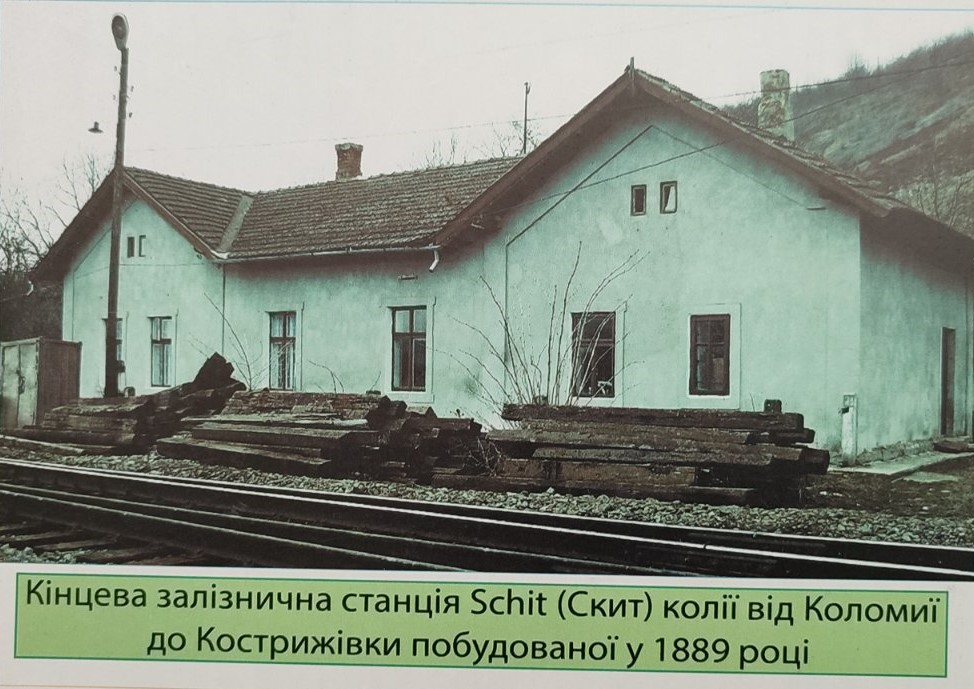 Кінцева залізнична станція Schit (Скит) колії від Коломиї
до Кострижівки побудованої у 1889 році